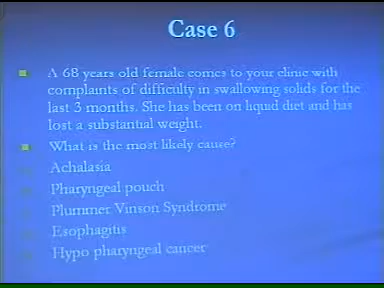 Case 6
A 68 years old female comes to your clinic with
complaints of difficulty in swallowing solids for the
last 3 months. She has been on liquid diet and has
lost a substantial weight.
What is the most likely cause?
Achalasia
Pharyngeal pouch
Plummer Vinson Syndrome
Esophagitis
Hypo pharyngeal cancer